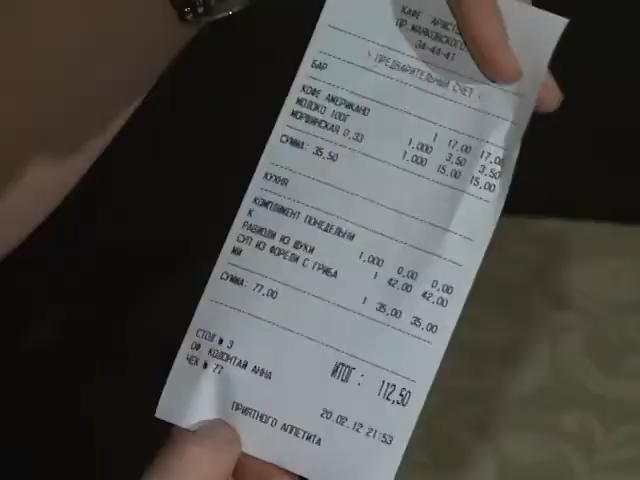 КАФЕ
ПР.МАЯКОВСКОГО
34-44-41
ПРЕДВАРИТЕЛЬНЫЙ СЧЕТ
БАР
КОФЕ АМЕРИКАНО 1 17,00 17,00
МОЛОКО 100Г 1,000 3,50 3,50
МОРШИНСКАЯ 0,33 1,000 15,00 15,00
СУММА: 35,50
КУХНЯ
КОМПЛИМЕНТ ПОНЕДЕЛЬНИ
К 1,000 0,00 0,00
РАВИОЛИ ИЗ ЩУКИ 1 42,00 42,00
СУП ИЗ ФОРЕЛИ С ГРИБА
МИ 1 35,00 35,00
СУММА: 77,00
ИТОГ: 112,50
СТОЛ № 3
ОФ. КОЛОНТАЙ АННА
ЧЕК № 77
20.02.12 21:53
ПРИЯТНОГО АППЕТИТА